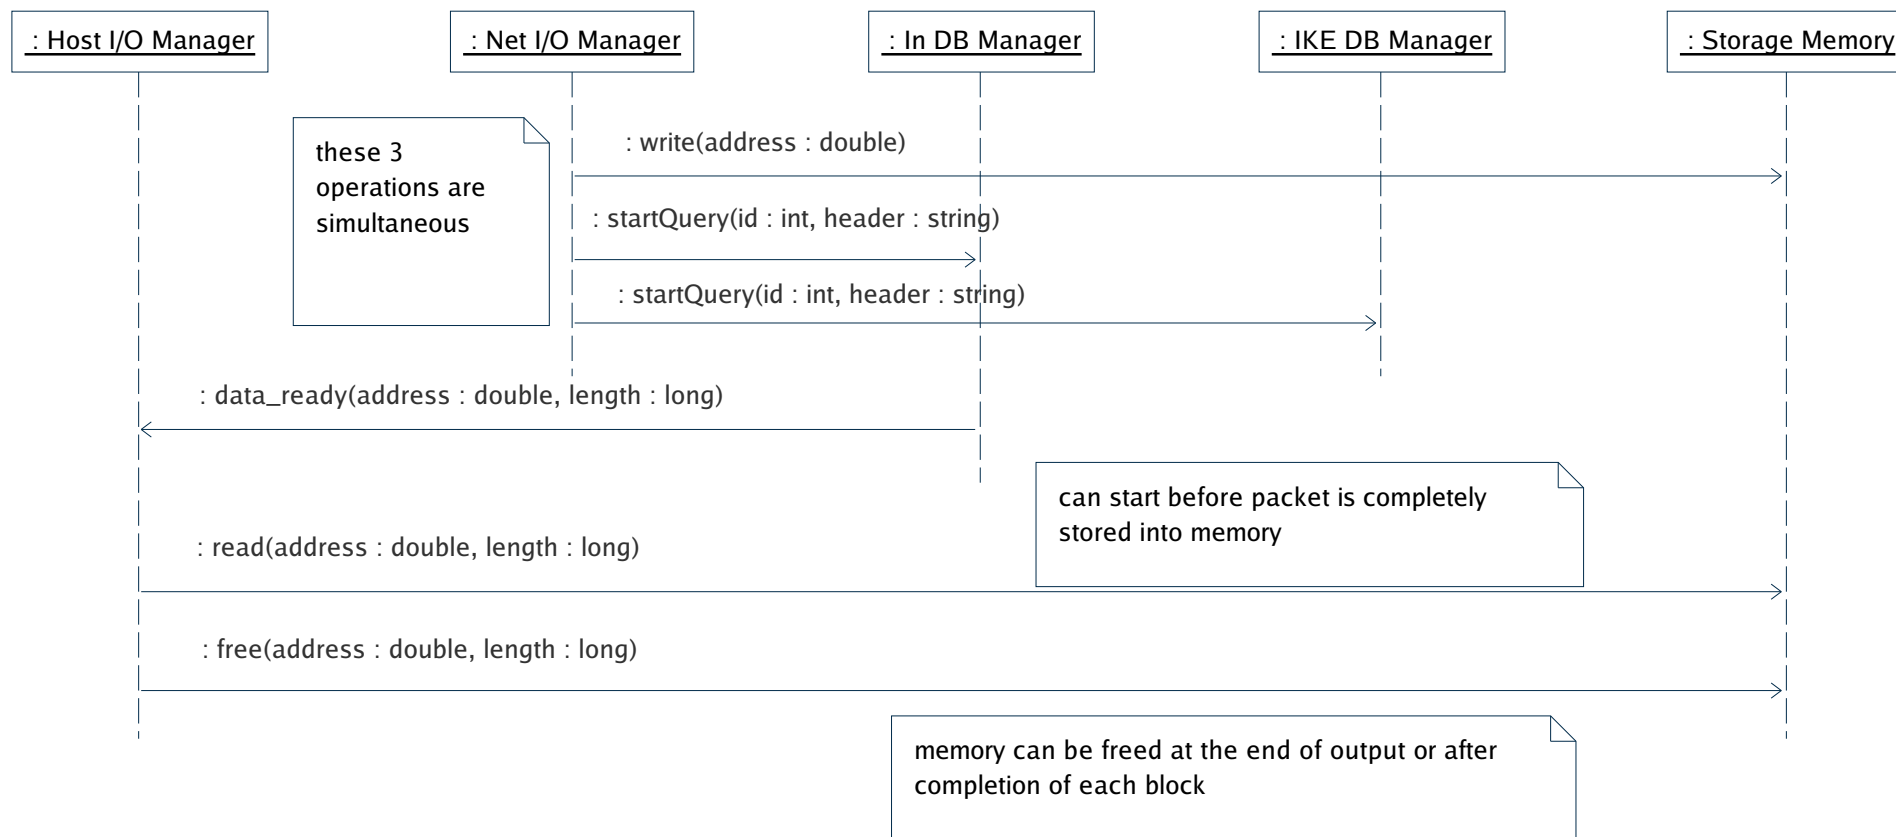 : Host I/O Manager
: Net I/O Manager
: In DB Manager
: IKE DB Manager
: Storage Memory
these 3
operations are
simultaneous
: write(address : double)
: startQuery(id : int, header : string)
: startQuery(id : int, header : string)
: data_ready(address : double, length : long)
can start before packet is completely
stored into memory
: read(address : double, length : long)
: free(address : double, length : long)
memory can be freed at the end of output or after
completion of each block